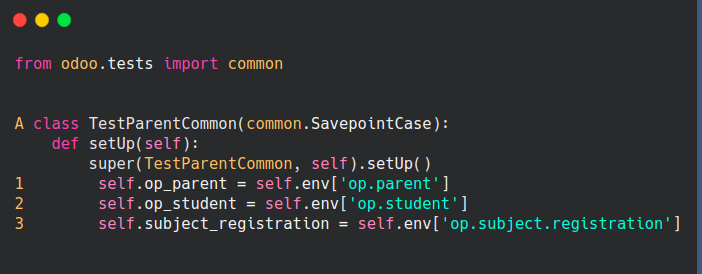 from odoo.tests import common
A class TestParentCommon(common.SavepointCase):
def setUp(self):
super(TestParentCommon, self).setUp()
1 self.op_parent = self.env['op.parent']
2 self.op_student = self.env['op.student']
3 self.subject_registration = self.env['op.subject.registration']